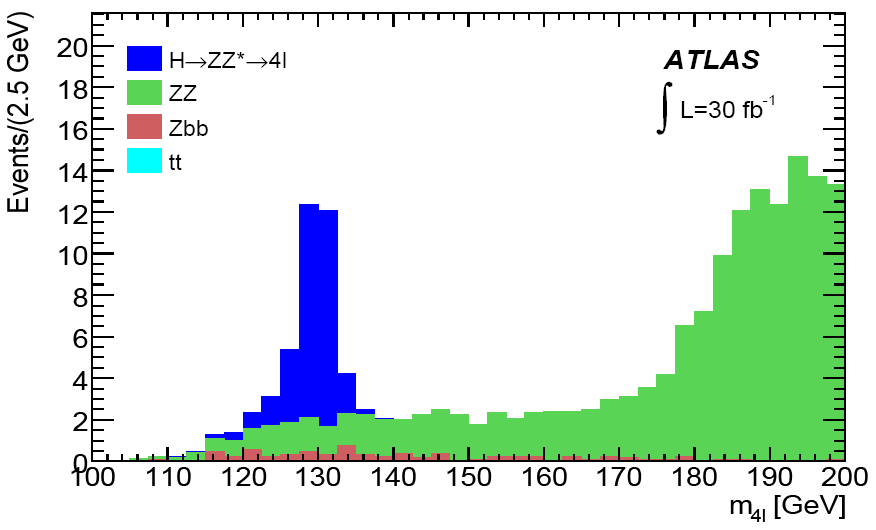 Events/(2.5 GeV)
20
18
16
14
12
10
8
6
4
2
0
H→ZZ*→4l
ZZ
Zbb
tt
ATLAS
∫ L=30 fb⁻¹
100 110 120 130 140 150 160 170 180 190 200
m₄ₗ [GeV]